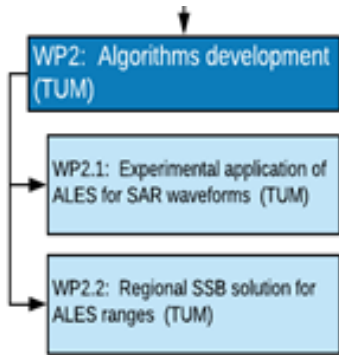 WP2:  Algorithms development
(TUM)
WP2.1:  Experimental application of
ALES for SAR waveforms  (TUM)
WP2.2:  Regional SSB solution for
ALES ranges  (TUM)